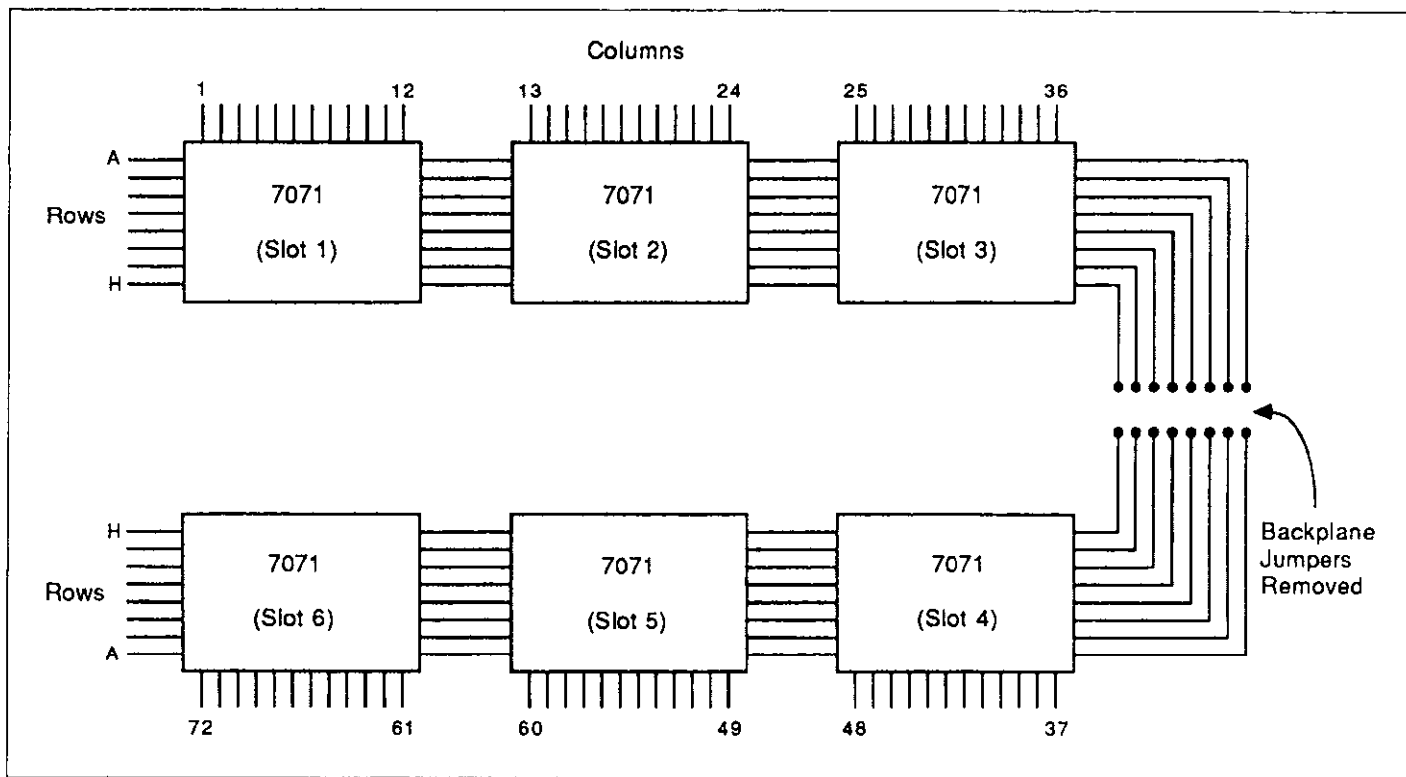 Columns
1 12 13 24 25 36
A
Rows
H
7071
(Slot 1)
7071
(Slot 2)
7071
(Slot 3)
Backplane
Jumpers
Removed
H
Rows
A
7071
(Slot 6)
7071
(Slot 5)
7071
(Slot 4)
72 61 60 49 48 37